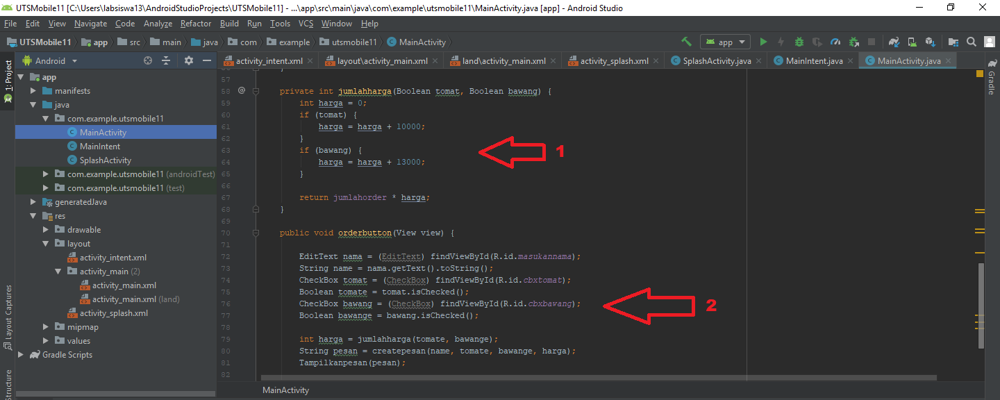 UTSMobile11 [C:\Users\labsiswa13\AndroidStudioProjects\UTSMobile11] - ...\app\src\main\java\com\example\utsmobile11\MainActivity.java [app] - Android Studio
File Edit View Navigate Code Analyze Refactor Build Run Tools VCS Window Help
UTSMobile11 app src main java com example utsmobile11 MainActivity app
Android
activity_intent.xml layout\activity_main.xml land\activity_main.xml activity_splash.xml SplashActivity.java MainIntent.java MainActivity.java
1: Project
Layout Captures
Structure
Gradle
app
manifests
java
com.example.utsmobile11
MainActivity
MainIntent
SplashActivity
com.example.utsmobile11 (androidTest)
com.example.utsmobile11 (test)
generatedJava
res
drawable
layout
activity_intent.xml
activity_main (2)
activity_main.xml
activity_main.xml (land)
activity_splash.xml
mipmap
values
Gradle Scripts
56 }
57
58 @ private int jumlahharga(Boolean tomat, Boolean bawang) {
59 int harga = 0;
60 if (tomat) {
61 harga = harga + 10000;
62 }
63 if (bawang) {
64 harga = harga + 13000;
65 }
66
67 return jumlahorder * harga;
68 }
69
70 public void orderbutton(View view) {
71
72 EditText nama = (EditText) findViewById(R.id.masukannama);
73 String name = nama.getText().toString();
74 CheckBox tomat = (CheckBox) findViewById(R.id.cbxtomat);
75 Boolean tomate = tomat.isChecked();
76 CheckBox bawang = (CheckBox) findViewById(R.id.cbxbawang);
77 Boolean bawange = bawang.isChecked();
78
79 int harga = jumlahharga(tomate, bawange);
80 String pesan = createpesan(name, tomate, bawange, harga);
81 Tampilkanpesan(pesan);
82
1
2
MainActivity